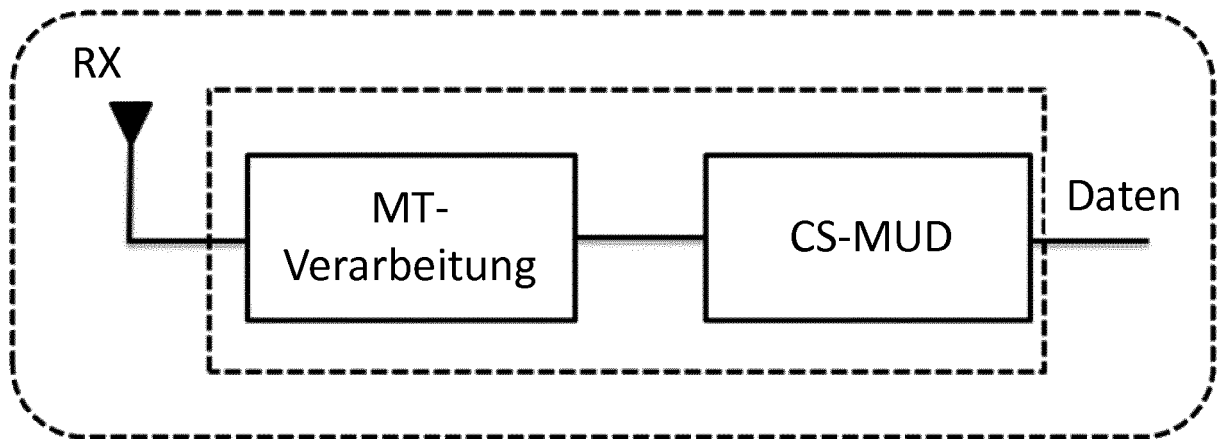 RX
MT-
Verarbeitung
CS-MUD
Daten